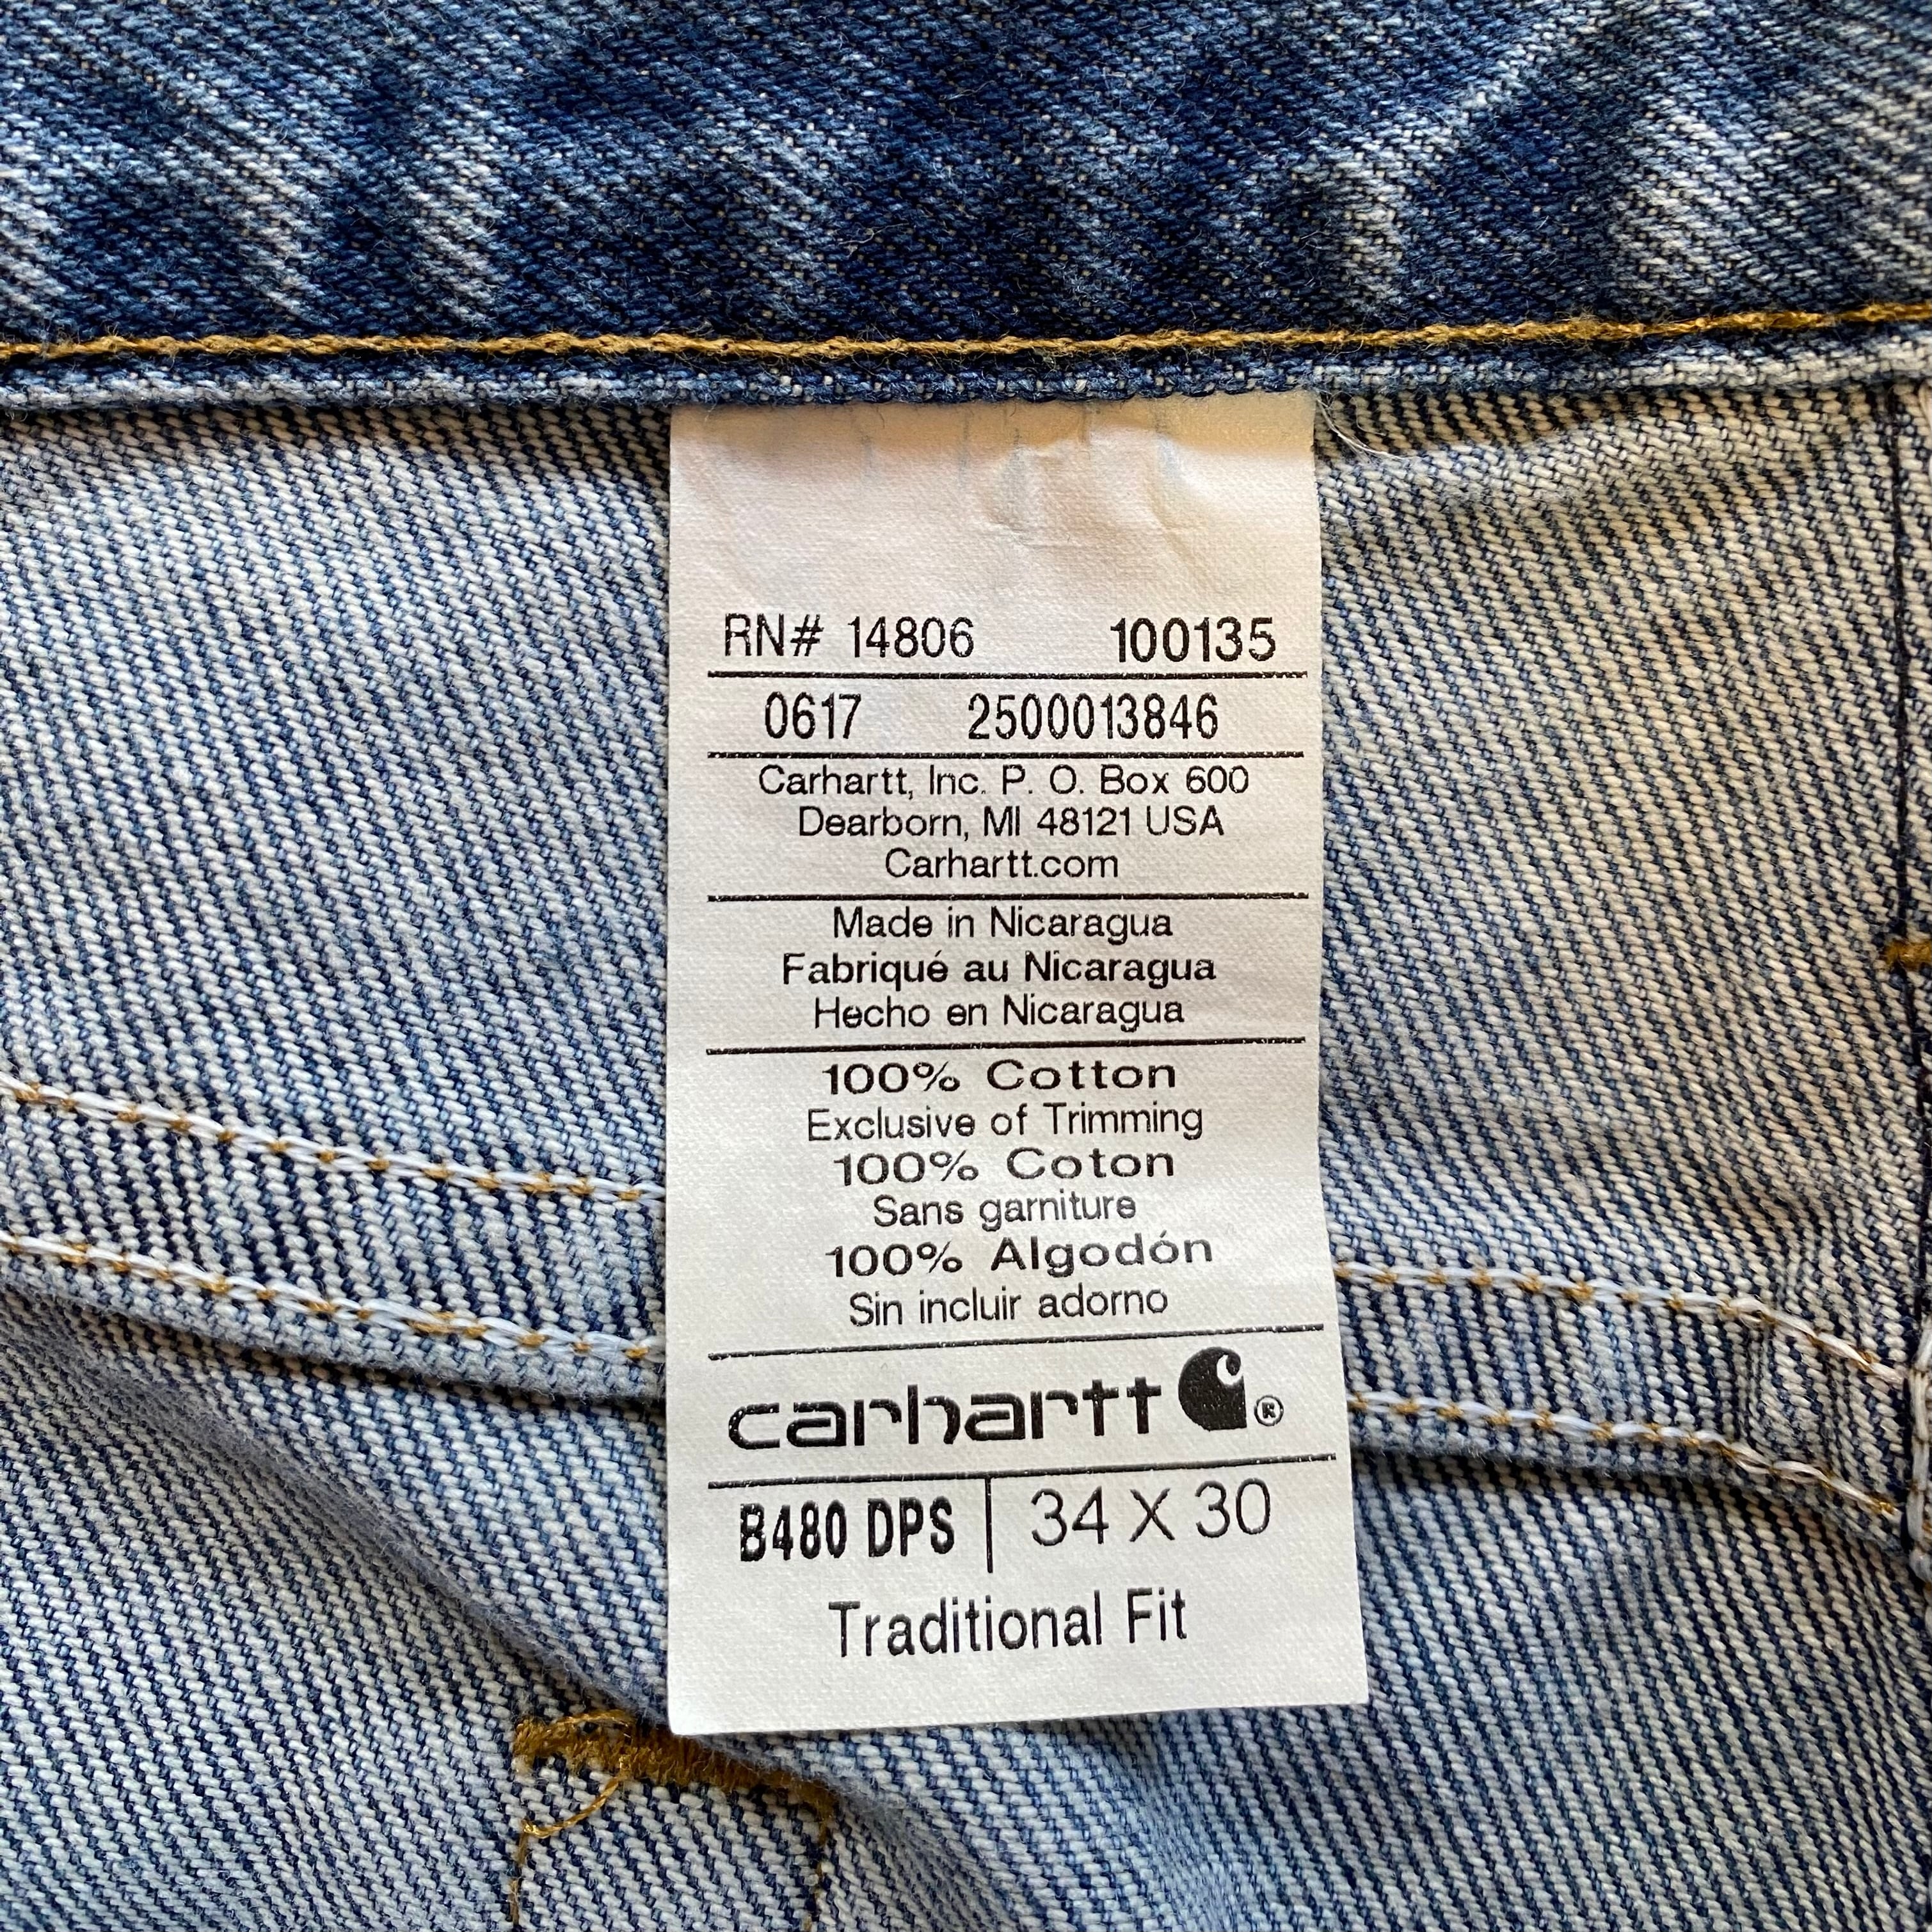 RN# 14806 100135
0617 2500013846
Carhartt, Inc. P. O. Box 600
Dearborn, MI 48121 USA
Carhartt.com
Made in Nicaragua
Fabriqué au Nicaragua
Hecho en Nicaragua
100% Cotton
Exclusive of Trimming
100% Coton
Sans garniture
100% Algodón
Sin incluir adorno
carhartt ®
B480 DPS 34 X 30
Traditional Fit